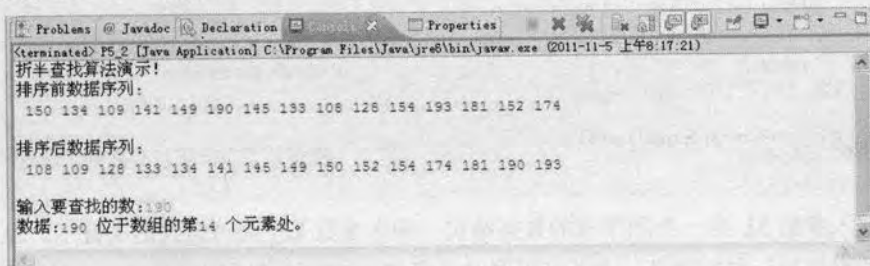 Problems @ Javadoc Declaration Console Properties
<terminated> P5_2 [Java Application] C:\Program Files\Java\jre6\bin\javaw.exe (2011-11-5 上午8:17:21)
折半查找算法演示!
排序前数据序列:
150 134 109 141 149 190 145 133 108 128 154 193 181 152 174
排序后数据序列:
108 109 128 133 134 141 145 149 150 152 154 174 181 190 193
输入要查找的数:190
数据:190 位于数组的第14 个元素处。